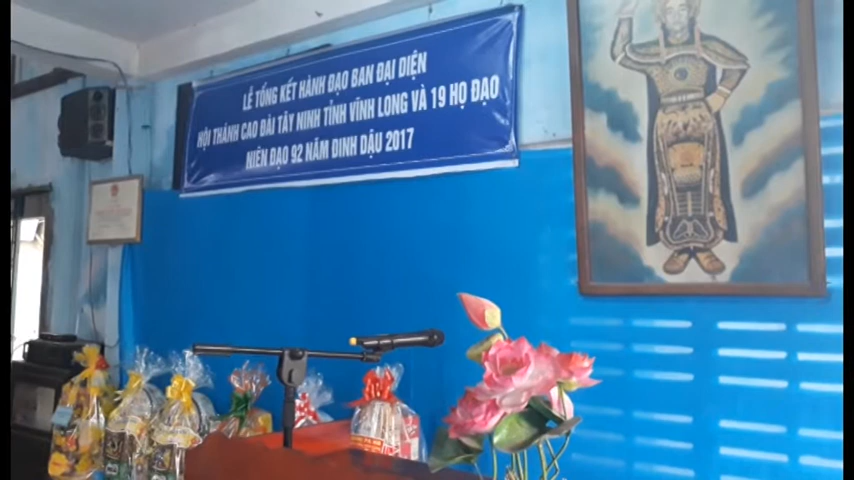 LỄ TỔNG KẾT HÀNH ĐẠO BAN ĐẠI DIỆN
HỘI THÁNH CAO ĐÀI TÂY NINH TỈNH VĨNH LONG VÀ 19 HỌ ĐẠO
NIÊN ĐẠO 92 NĂM ĐINH DẬU 2017